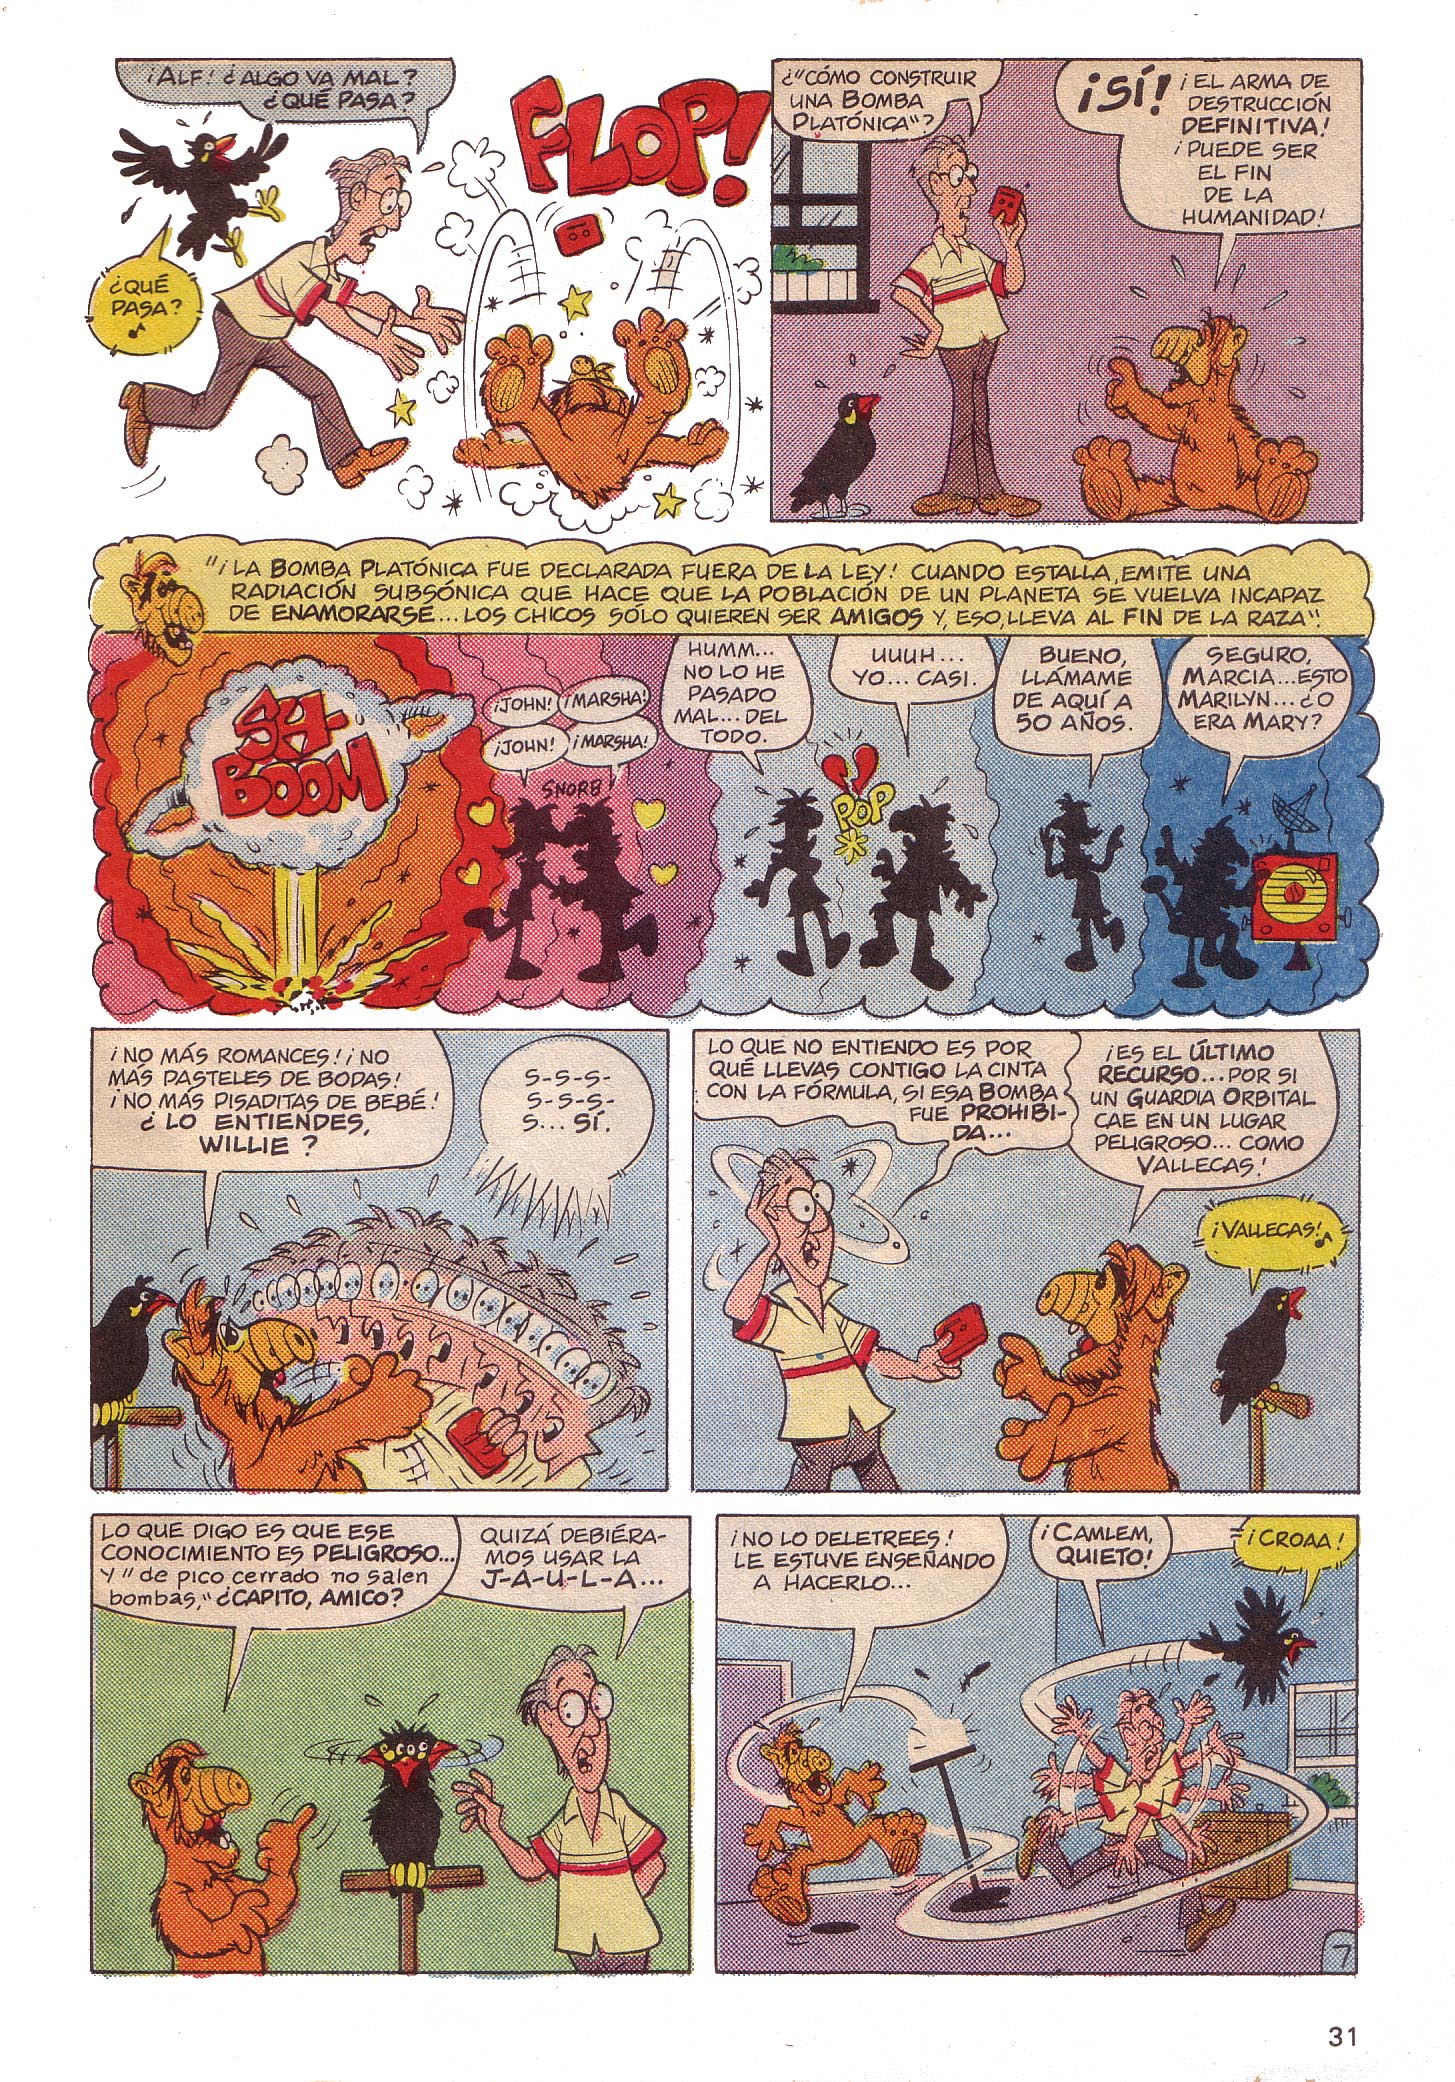 ¡ALF! ¿ALGO VA MAL?
¿QUÉ PASA?
¿QUÉ
PASA?
FLOP!
¿"CÓMO CONSTRUIR
UNA BOMBA
PLATÓNICA"?
¡SÍ! ¡EL ARMA DE
DESTRUCCIÓN
DEFINITIVA!
¡PUEDE SER
EL FIN
DE LA
HUMANIDAD!
"¡LA BOMBA PLATÓNICA FUE DECLARADA FUERA DE LA LEY! CUANDO ESTALLA, EMITE UNA
RADIACIÓN SUBSÓNICA QUE HACE QUE LA POBLACIÓN DE UN PLANETA SE VUELVA INCAPAZ
DE ENAMORARSE... LOS CHICOS SÓLO QUIEREN SER AMIGOS Y, ESO, LLEVA AL FIN DE LA RAZA".
SH-
BOOM
¡JOHN!
¡MARSHA!
¡JOHN!
¡MARSHA!
SNORB
HUMM...
NO LO HE
PASADO
MAL... DEL
TODO.
POP
UUUH...
YO... CASI.
BUENO,
LLÁMAME
DE AQUÍ A
50 AÑOS.
SEGURO,
MARCIA...ESTO
MARILYN...¿O
ERA MARY?
¡NO MÁS ROMANCES! ¡NO
MÁS PASTELES DE BODAS!
¡NO MÁS PISADITAS DE BEBÉ!
¿LO ENTIENDES,
WILLIE?
S-S-S-
S-S-S-
S... SÍ.
LO QUE NO ENTIENDO ES POR
QUÉ LLEVAS CONTIGO LA CINTA
CON LA FÓRMULA, SI ESA BOMBA
FUE PROHIBI-
DA...
¡ES EL ÚLTIMO
RECURSO... POR SI
UN GUARDIA ORBITAL
CAE EN UN LUGAR
PELIGROSO... COMO
VALLECAS!
¡VALLECAS!
LO QUE DIGO ES QUE ESE
CONOCIMIENTO ES PELIGROSO...
Y "de pico cerrado no salen
bombas," ¿CAPITO, AMICO?
QUIZÁ DEBIÉRA-
MOS USAR LA
J-A-U-L-A...
¡NO LO DELETREES!
LE ESTUVE ENSEÑANDO
A HACERLO...
¡CAMLEM,
QUIETO!
¡CROAA!
7
31